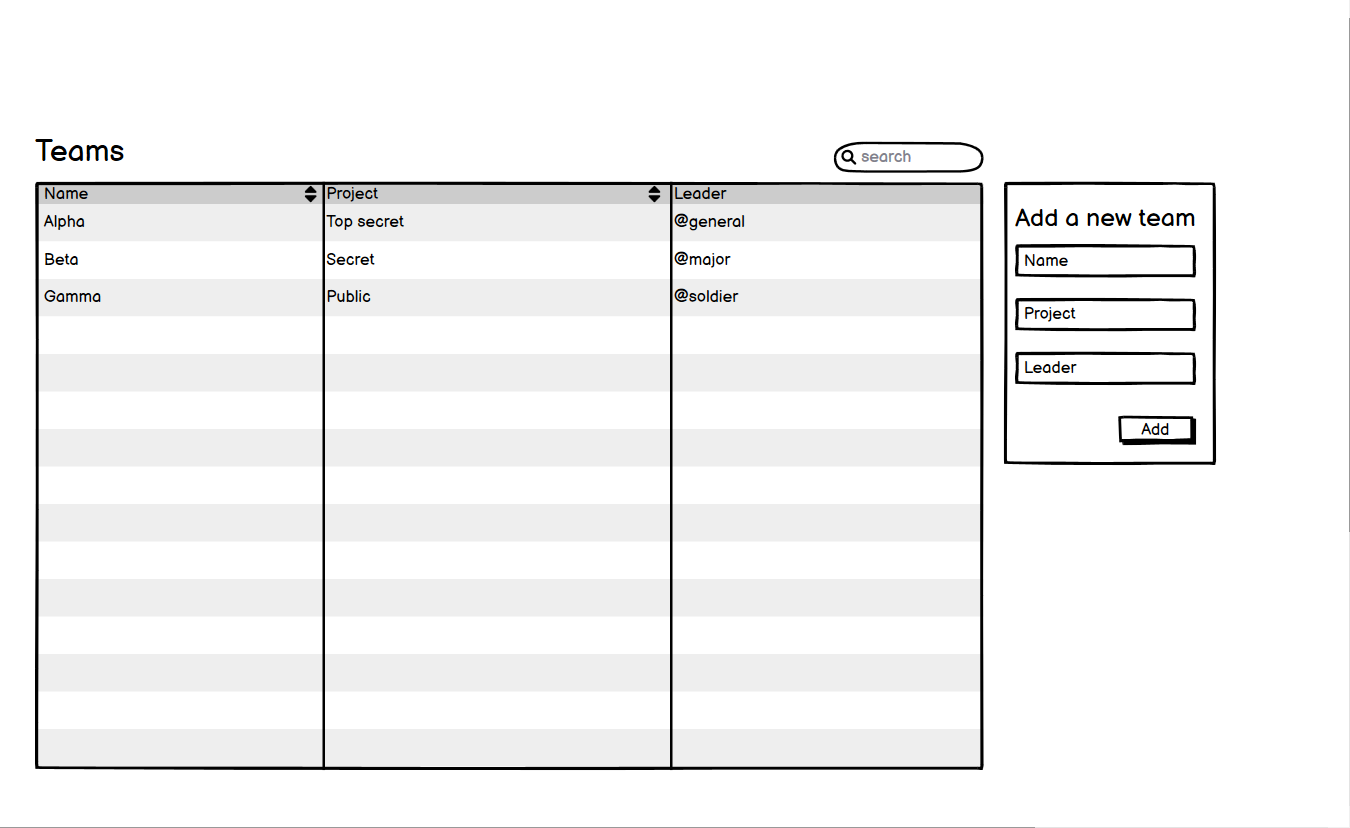 Teams
search
Name Project Leader
Alpha Top secret @general
Beta Secret @major
Gamma Public @soldier
Add a new team
Name
Project
Leader
Add